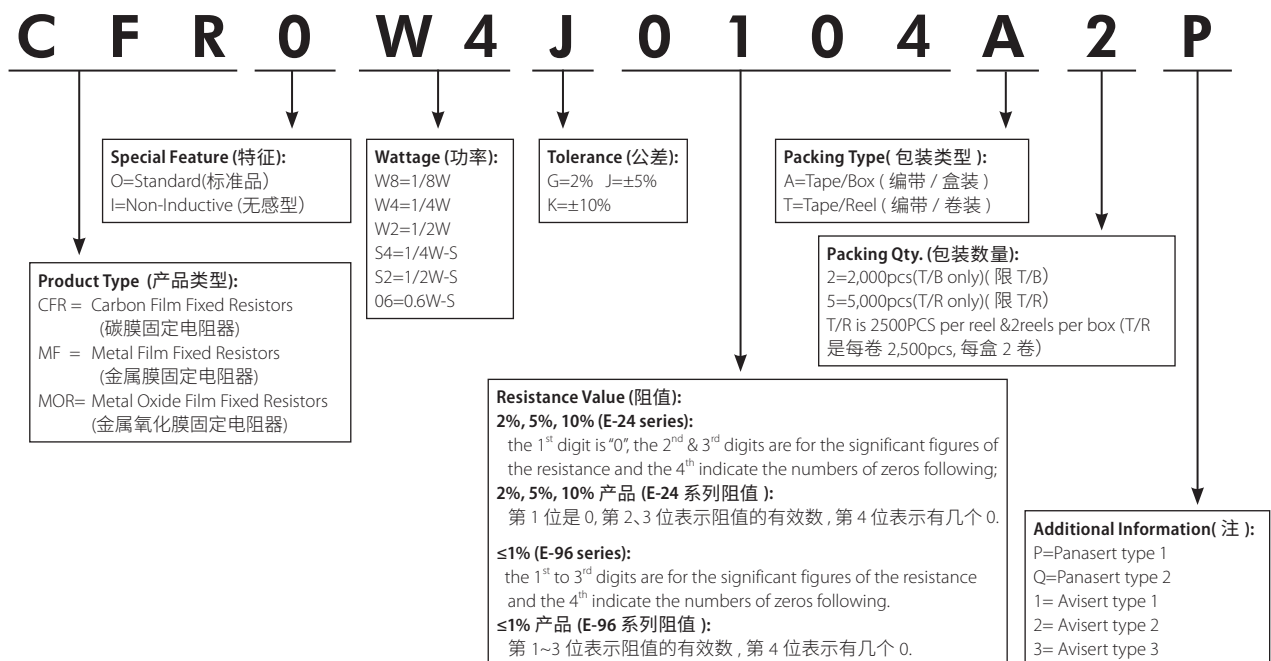 C F R 0 W 4 J 0 1 0 4 A 2 P
Special Feature (特征):
O=Standard(标准品)
I=Non-Inductive (无感型)
Wattage (功率):
W8=1/8W
W4=1/4W
W2=1/2W
S4=1/4W-S
S2=1/2W-S
06=0.6W-S
Tolerance (公差):
G=2% J=±5%
K=±10%
Packing Type( 包装类型 ):
A=Tape/Box ( 编带 / 盒装 )
T=Tape/Reel ( 编带 / 卷装 )
Packing Qty. (包装数量):
2=2,000pcs(T/B only)( 限 T/B)
5=5,000pcs(T/R only)( 限 T/R)
T/R is 2500PCS per reel &2reels per box (T/R
是每卷 2,500pcs, 每盒 2 卷)
Product Type (产品类型):
CFR = Carbon Film Fixed Resistors
(碳膜固定电阻器)
MF = Metal Film Fixed Resistors
(金属膜固定电阻器)
MOR= Metal Oxide Film Fixed Resistors
(金属氧化膜固定电阻器)
Resistance Value (阻值):
2%, 5%, 10% (E-24 series):
the 1st digit is “0”, the 2nd & 3rd digits are for the significant figures of
the resistance and the 4th indicate the numbers of zeros following;
2%, 5%, 10% 产品 (E-24 系列阻值 ):
第 1 位是 0, 第 2、3 位表示阻值的有效数 , 第 4 位表示有几个 0.
≤1% (E-96 series):
the 1st to 3rd digits are for the significant figures of the resistance
and the 4th indicate the numbers of zeros following.
≤1% 产品 (E-96 系列阻值 ):
第 1~3 位表示阻值的有效数 , 第 4 位表示有几个 0.
Additional Information( 注 ):
P=Panasert type 1
Q=Panasert type 2
1= Avisert type 1
2= Avisert type 2
3= Avisert type 3